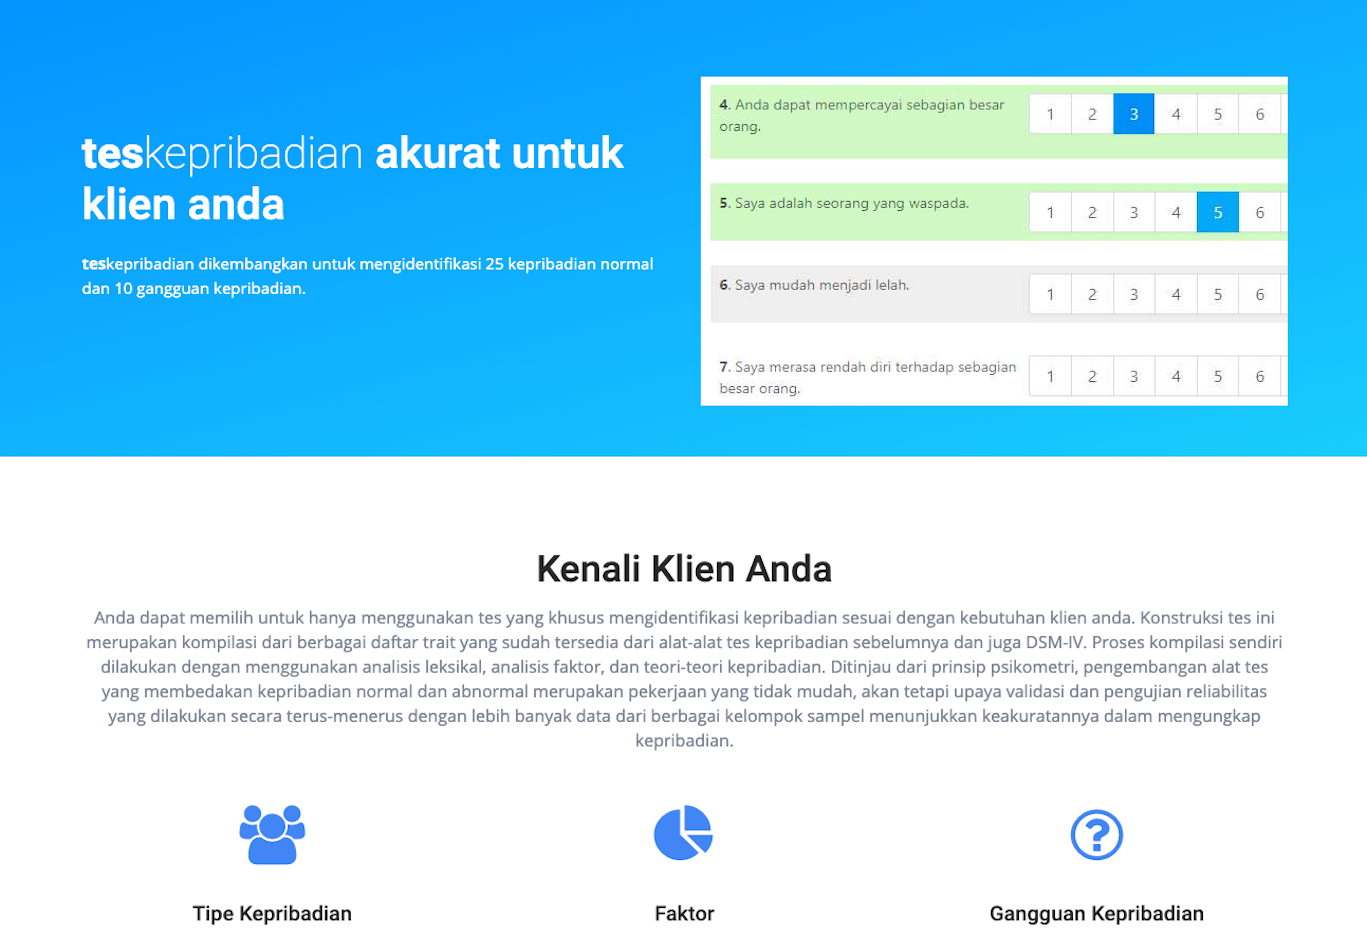 teskepribadian akurat untuk
klien anda
teskepribadian dikembangkan untuk mengidentifikasi 25 kepribadian normal
dan 10 gangguan kepribadian.
4. Anda dapat mempercayai sebagian besar
orang.
1 2 3 4 5 6
5. Saya adalah seorang yang waspada.
1 2 3 4 5 6
6. Saya mudah menjadi lelah.
1 2 3 4 5 6
7. Saya merasa rendah diri terhadap sebagian
besar orang.
1 2 3 4 5 6
Kenali Klien Anda
Anda dapat memilih untuk hanya menggunakan tes yang khusus mengidentifikasi kepribadian sesuai dengan kebutuhan klien anda. Konstruksi tes ini
merupakan kompilasi dari berbagai daftar trait yang sudah tersedia dari alat-alat tes kepribadian sebelumnya dan juga DSM-IV. Proses kompilasi sendiri
dilakukan dengan menggunakan analisis leksikal, analisis faktor, dan teori-teori kepribadian. Ditinjau dari prinsip psikometri, pengembangan alat tes
yang membedakan kepribadian normal dan abnormal merupakan pekerjaan yang tidak mudah, akan tetapi upaya validasi dan pengujian reliabilitas
yang dilakukan secara terus-menerus dengan lebih banyak data dari berbagai kelompok sampel menunjukkan keakuratannya dalam mengungkap
kepribadian.
Tipe Kepribadian
Faktor
Gangguan Kepribadian